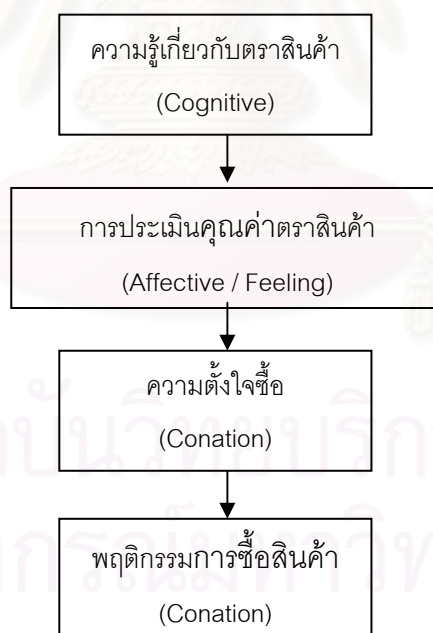 ความรู้เกี่ยวกับตราสินค้า
(Cognitive)
การประเมินคุณค่าตราสินค้า
(Affective / Feeling)
ความตั้งใจซื้อ
(Conation)
พฤติกรรมการซื้อสินค้า
(Conation)